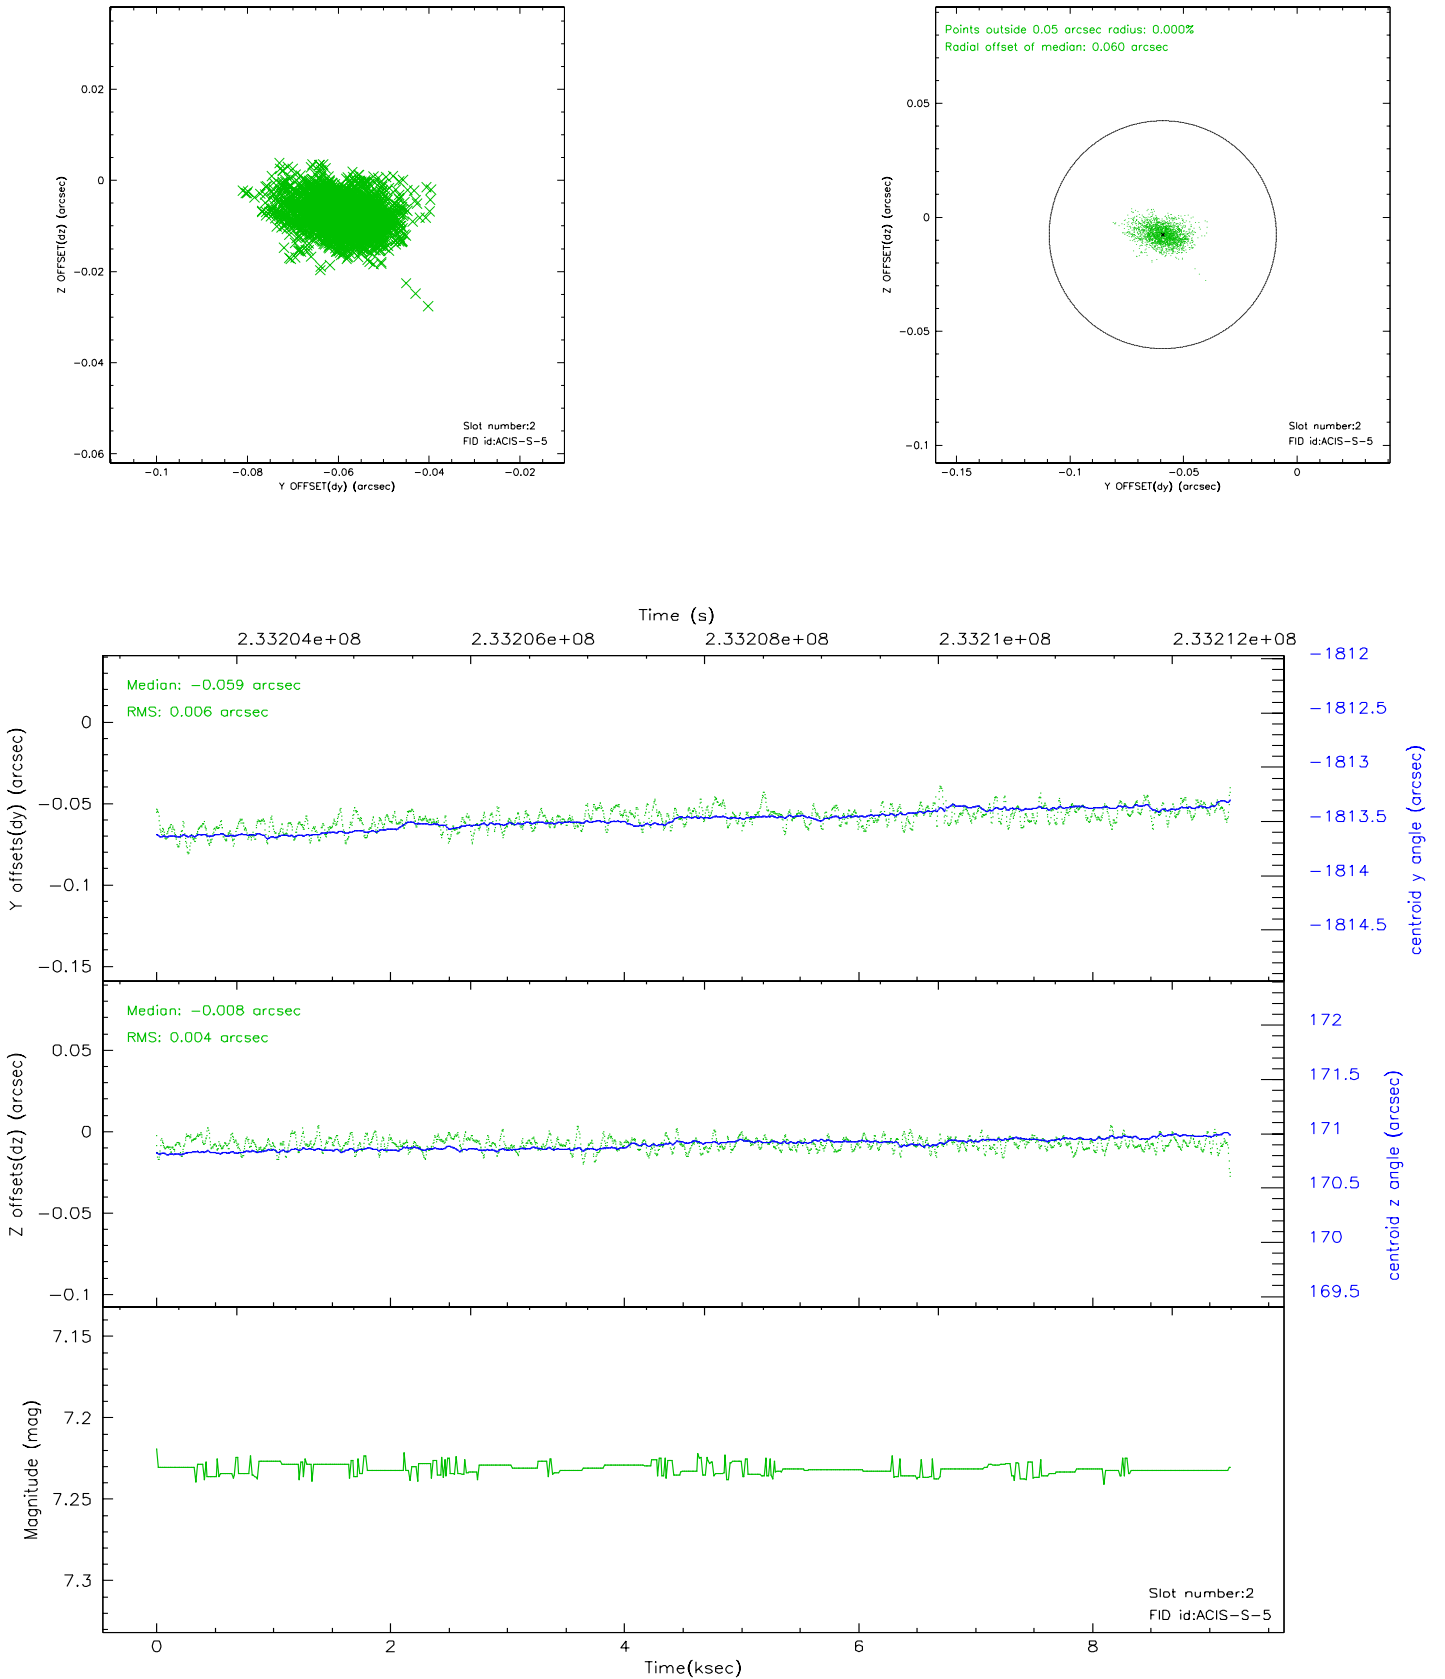 0.02
0
−0.02
−0.04
−0.06
Z OFFSET(dz) (arcsec)
Slot number:2
FID id:ACIS−S−5
−0.1
−0.08
−0.06
−0.04
−0.02
Y OFFSET(dy) (arcsec)
Points outside 0.05 arcsec radius: 0.000%
Radial offset of median: 0.060 arcsec
0.05
0
−0.05
−0.1
Z OFFSET(dz) (arcsec)
Slot number:2
FID id:ACIS−S−5
−0.15
−0.1
−0.05
0
Y OFFSET(dy) (arcsec)
Time (s)
2.33204e+08
2.33206e+08
2.33208e+08
2.3321e+08
2.33212e+08
Median: −0.059 arcsec
RMS: 0.006 arcsec
0
−0.05
−0.1
−0.15
Y offsets(dy) (arcsec)
−1812
−1812.5
−1813
−1813.5
−1814
−1814.5
centroid y angle (arcsec)
Median: −0.008 arcsec
RMS: 0.004 arcsec
0.05
0
−0.05
−0.1
Z offsets(dz) (arcsec)
172
171.5
171
170.5
170
169.5
centroid z angle (arcsec)
7.15
7.2
7.25
7.3
Magnitude (mag)
Slot number:2
FID id:ACIS−S−5
0
2
4
6
8
Time(ksec)